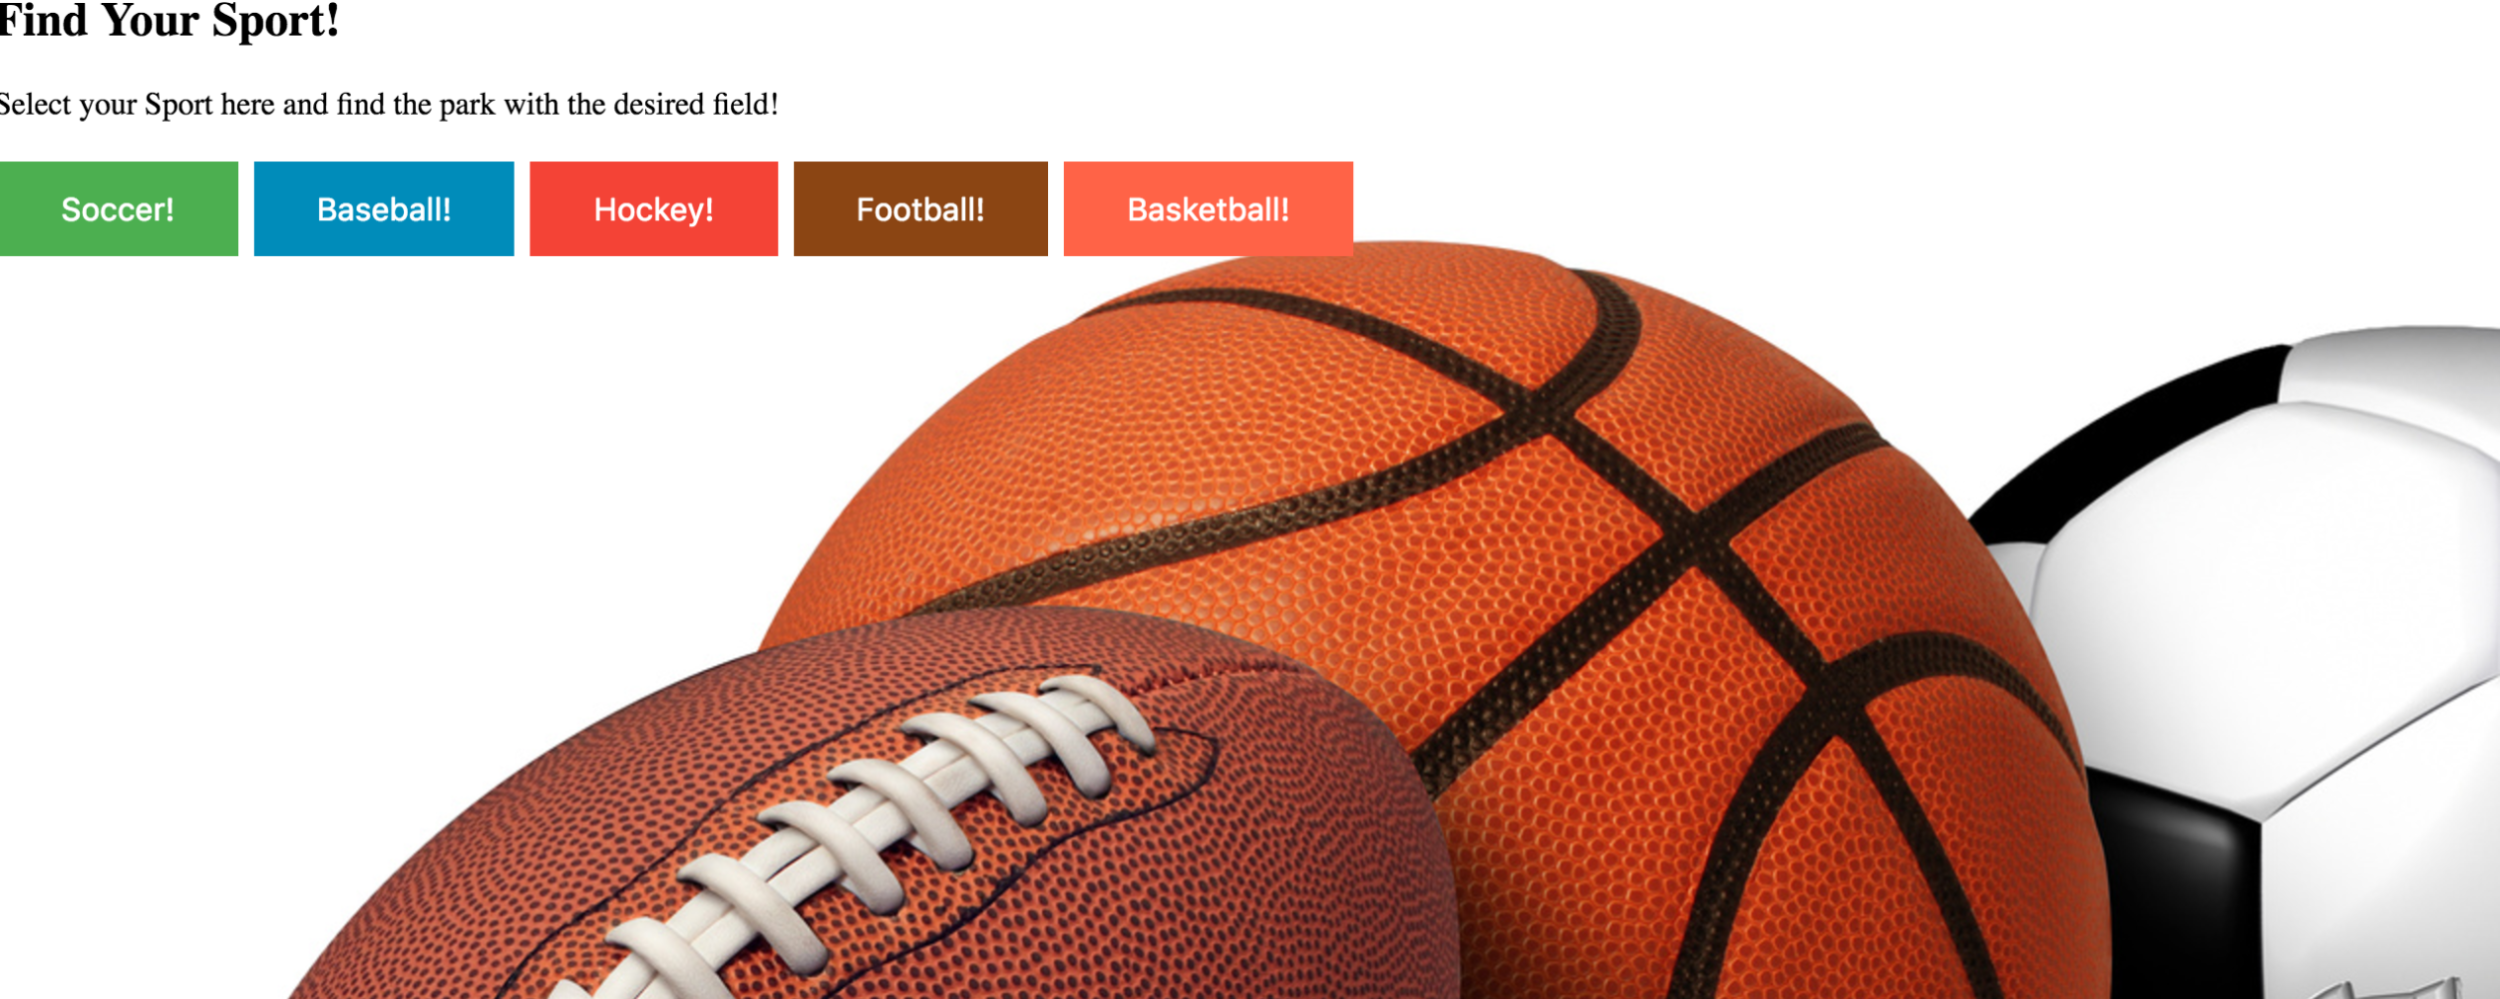 Find Your Sport!
Select your Sport here and find the park with the desired field!
Soccer! Baseball! Hockey! Football! Basketball!